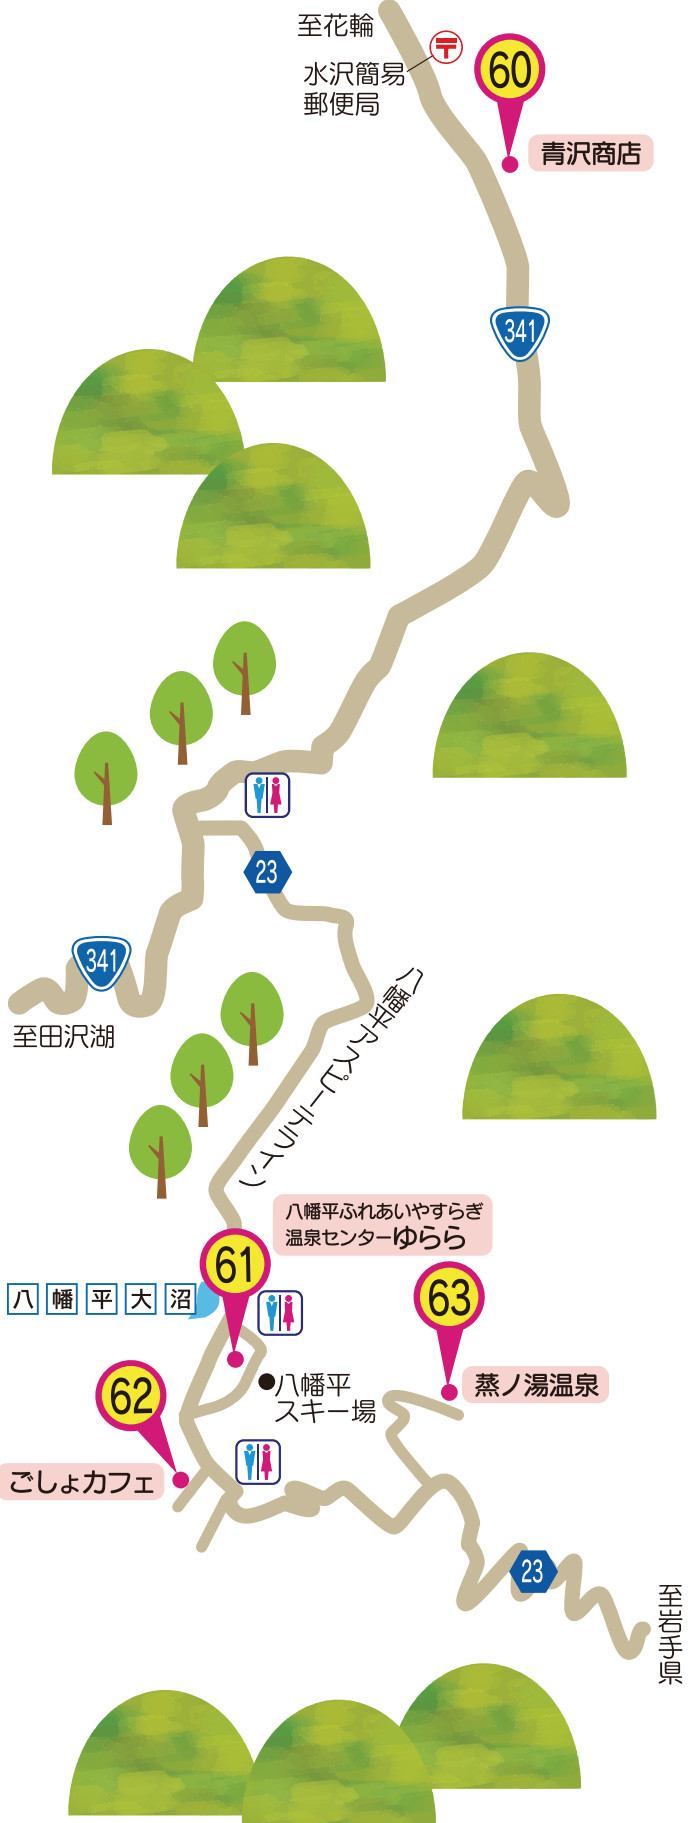 至花輪
水沢簡易
郵便局
〒
60
青沢商店
341
23
341
至田沢湖
八幡平アスピーテライン
八幡平ふれあいやすらぎ
温泉センターゆらら
61
八幡平大沼
63
蒸ノ湯温泉
62
八幡平
スキー場
ごしょカフェ
23
至岩手県